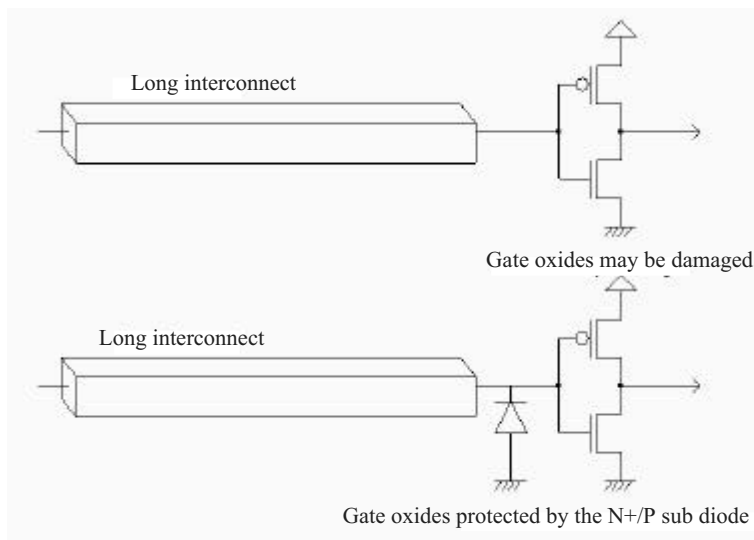 Long interconnect
Gate oxides may be damaged
Long interconnect
Gate oxides protected by the N+/P sub diode